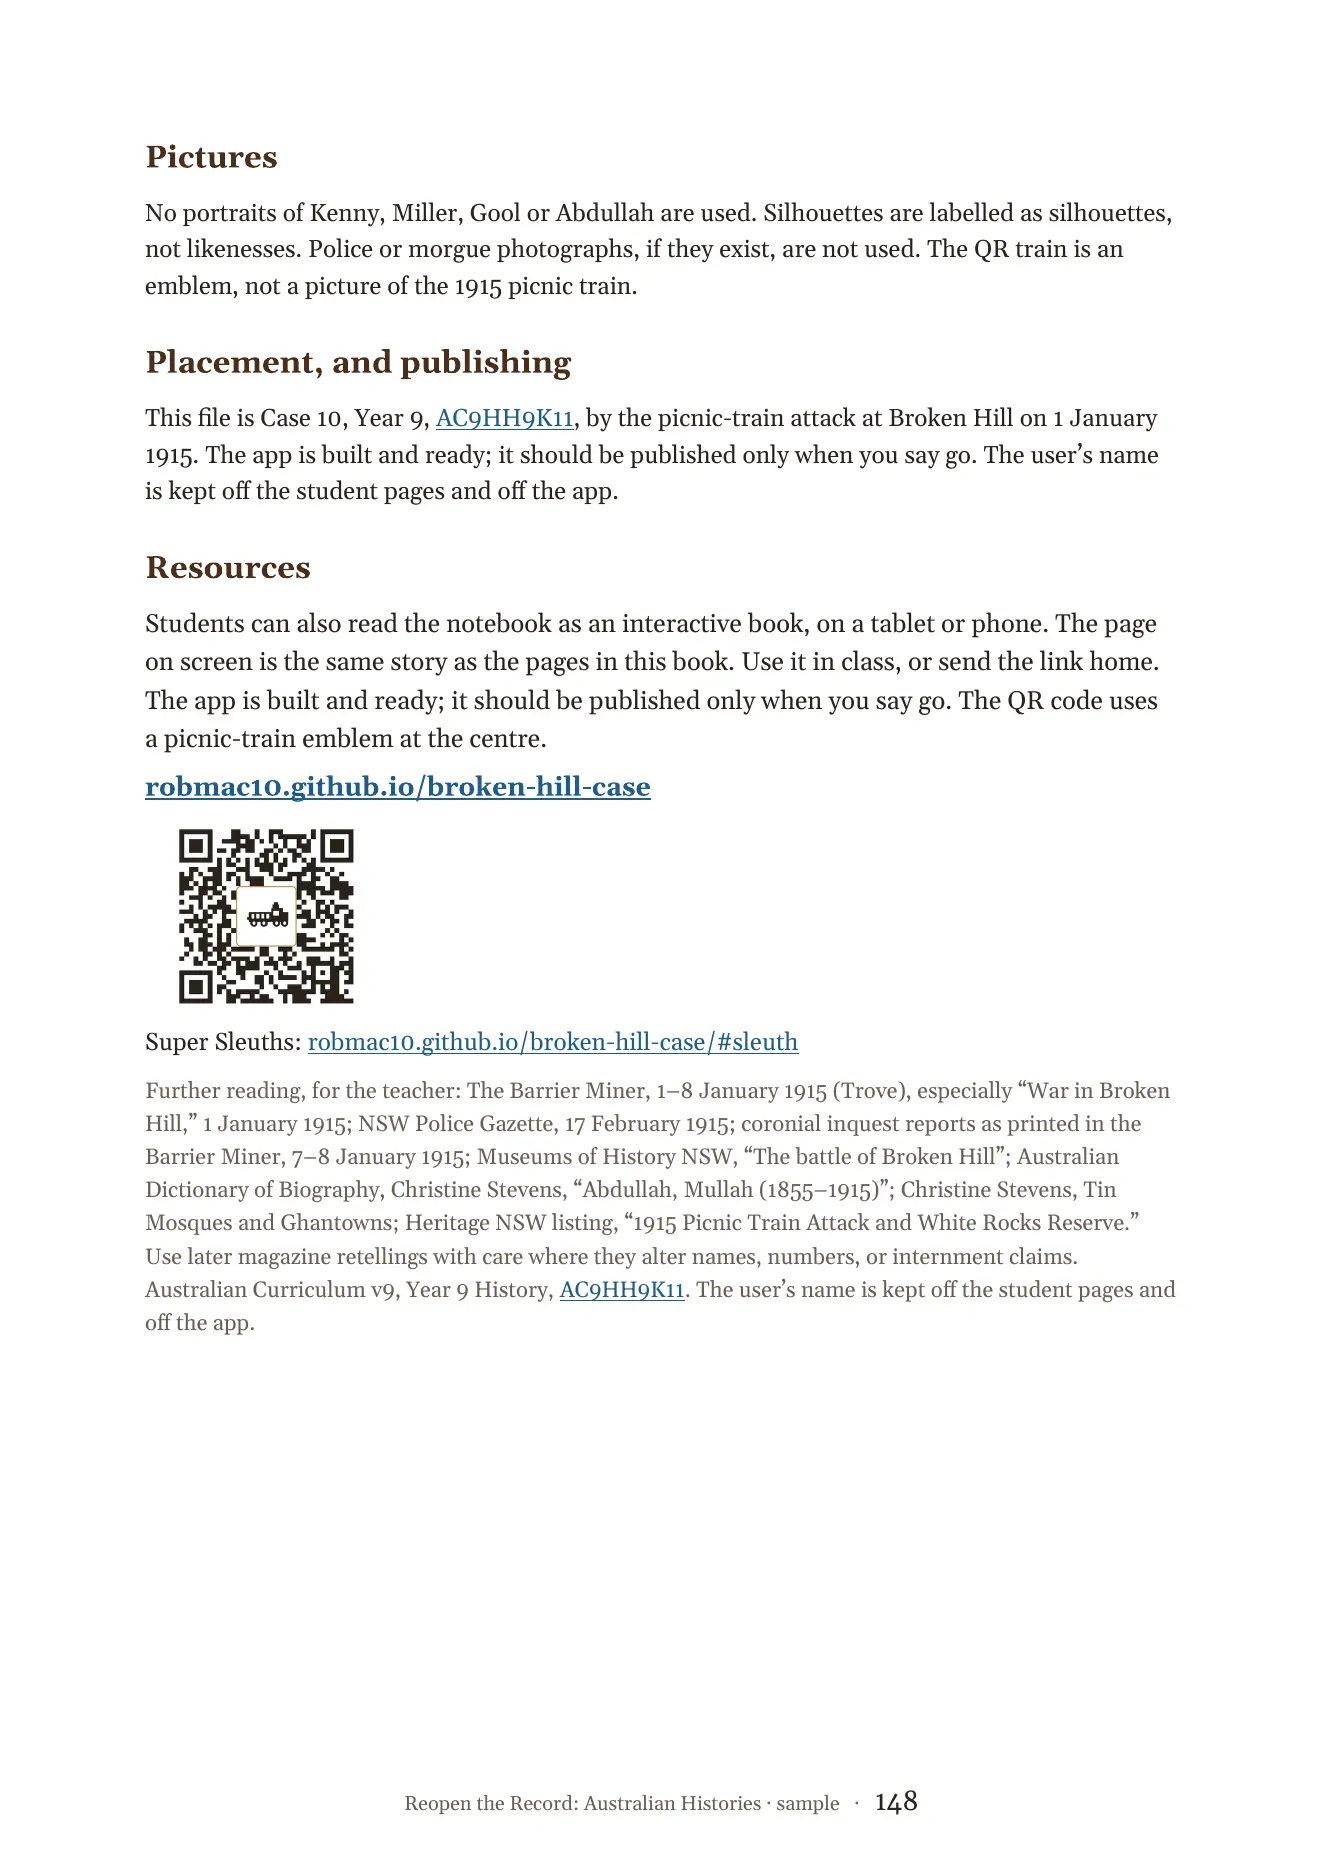 Pictures
No portraits of Kenny, Miller, Gool or Abdullah are used. Silhouettes are labelled as silhouettes,
not likenesses. Police or morgue photographs, if they exist, are not used. The QR train is an
emblem, not a picture of the 1915 picnic train.
Placement, and publishing
This file is Case 10, Year 9, AC9HH9K11, by the picnic-train attack at Broken Hill on 1 January
1915. The app is built and ready; it should be published only when you say go. The user’s name
is kept off the student pages and off the app.
Resources
Students can also read the notebook as an interactive book, on a tablet or phone. The page
on screen is the same story as the pages in this book. Use it in class, or send the link home.
The app is built and ready; it should be published only when you say go. The QR code uses
a picnic-train emblem at the centre.
robmac10.github.io/broken-hill-case
Super Sleuths: robmac10.github.io/broken-hill-case/#sleuth
Further reading, for the teacher: The Barrier Miner, 1–8 January 1915 (Trove), especially “War in Broken
Hill,” 1 January 1915; NSW Police Gazette, 17 February 1915; coronial inquest reports as printed in the
Barrier Miner, 7–8 January 1915; Museums of History NSW, “The battle of Broken Hill”; Australian
Dictionary of Biography, Christine Stevens, “Abdullah, Mullah (1855–1915)”; Christine Stevens, Tin
Mosques and Ghantowns; Heritage NSW listing, “1915 Picnic Train Attack and White Rocks Reserve.”
Use later magazine retellings with care where they alter names, numbers, or internment claims.
Australian Curriculum v9, Year 9 History, AC9HH9K11. The user’s name is kept off the student pages and
off the app.
Reopen the Record: Australian Histories · sample · 148